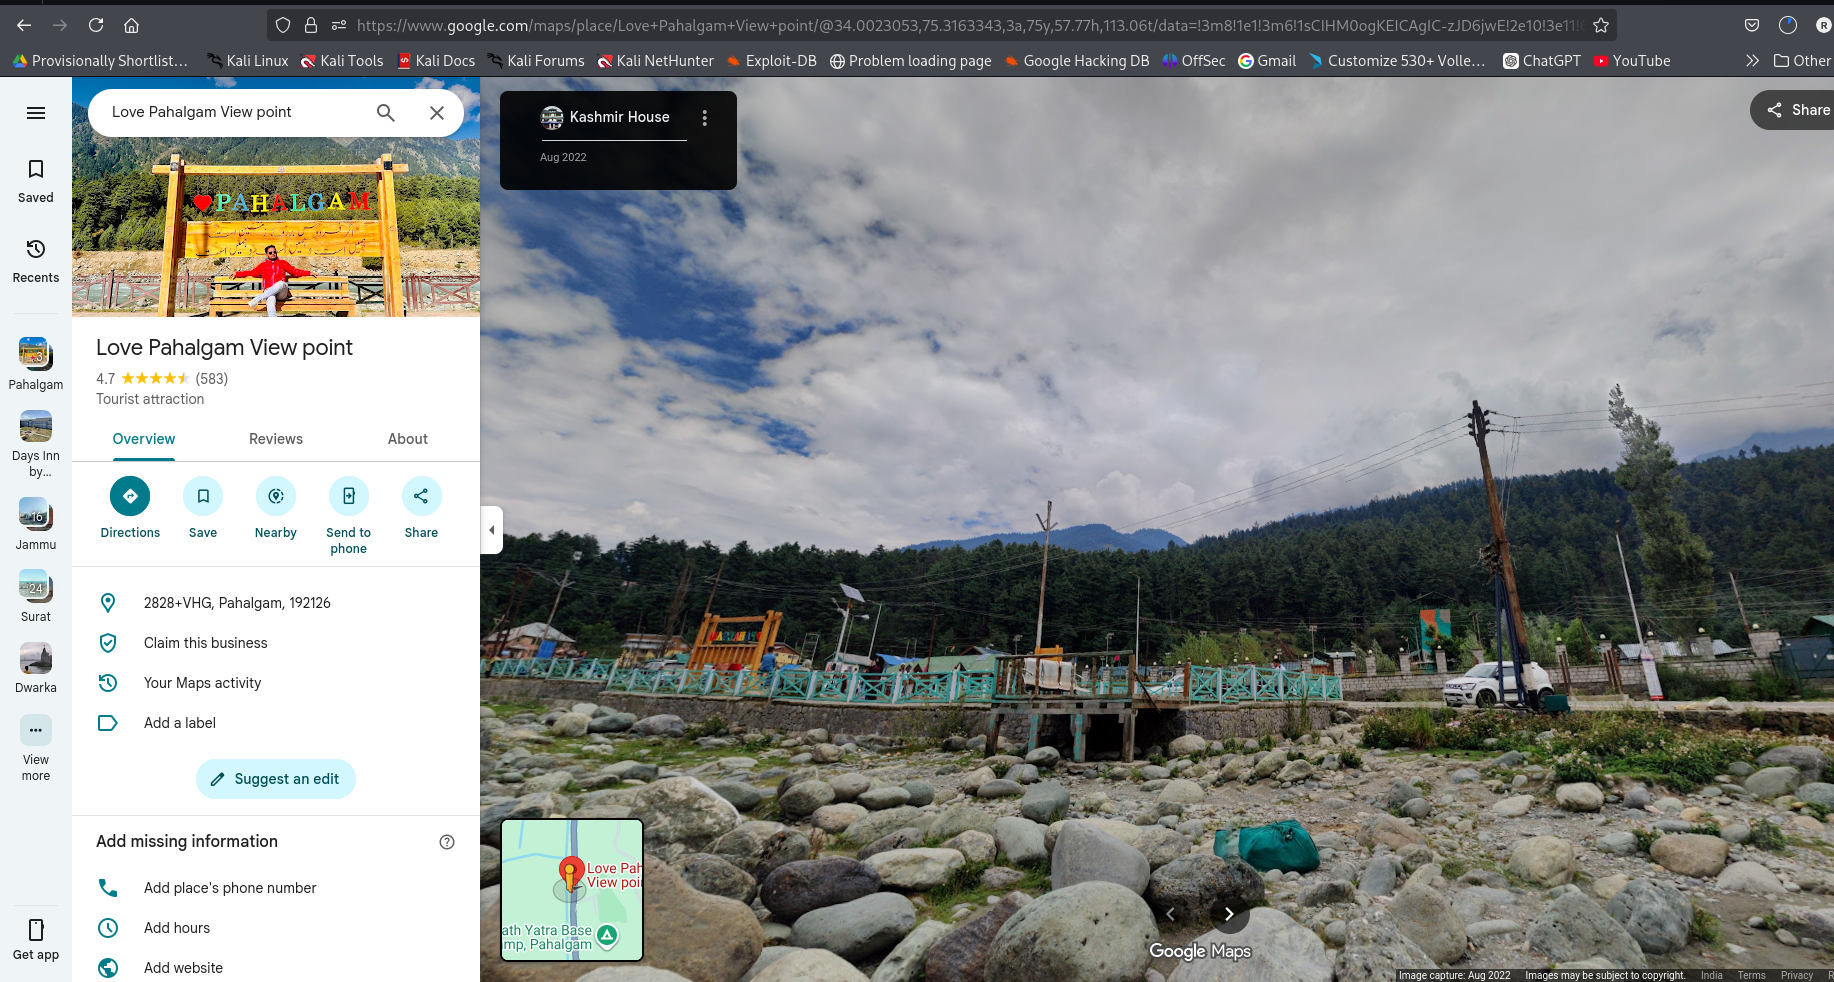 https://www.google.com/maps/place/Love+Pahalgam+View+point/@34.0023053,75.3163343,3a,75y,57.77h,113.06t/data=!3m8!1e1!3m6!1sCIHM0ogKEICAgIC-zJD6jwE!2e10!3e11!
R
Provisionally Shortlist…
Kali Linux
Kali Tools
Kali Docs
Kali Forums
Kali NetHunter
Exploit-DB
Problem loading page
Google Hacking DB
OffSec
Gmail
Customize 530+ Volle…
ChatGPT
YouTube
Other
Love Pahalgam View point
Saved
Recents
3
Pahalgam
Days Inn
by…
16
Jammu
24
Surat
Dwarka
View
more
Get app
PAHALGAM
Love Pahalgam View point
4.7 (583)
Tourist attraction
Overview
Reviews
About
Directions
Save
Nearby
Send to
phone
Share
2828+VHG, Pahalgam, 192126
Claim this business
Your Maps activity
Add a label
Suggest an edit
Add missing information
Add place's phone number
Add hours
Add website
Kashmir House
Aug 2022
Share
Love Pah
View poi
ath Yatra Base
mp, Pahalgam
Google Maps
Image capture: Aug 2022 Images may be subject to copyright. India Terms Privacy R